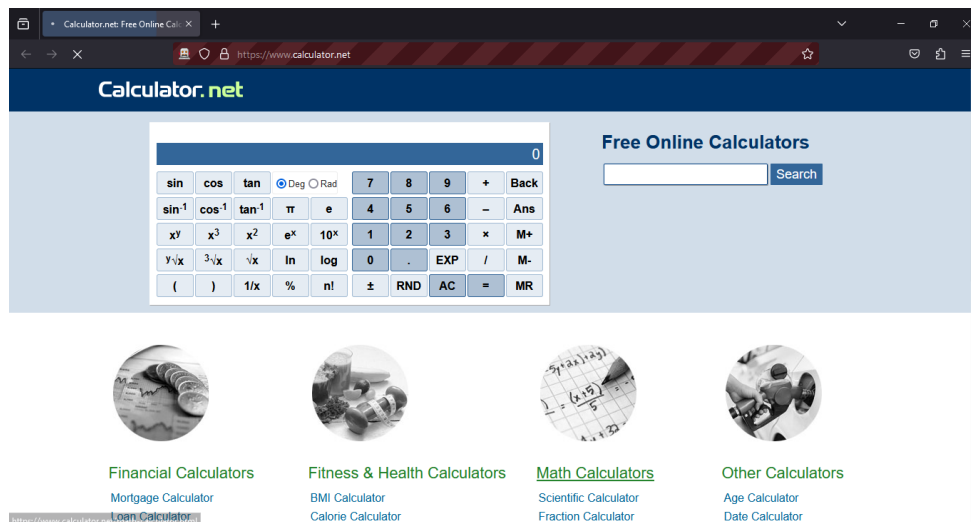 Calculator.net: Free Online Calc
https://www.calculator.net
Calculator.net
0
sin cos tan Deg Rad 7 8 9 + Back
sin-1 cos-1 tan-1 π e 4 5 6 – Ans
xy x3 x2 ex 10x 1 2 3 × M+
y√x 3√x √x ln log 0 . EXP / M-
( ) 1/x % n! ± RND AC = MR
Free Online Calculators
Search
Financial Calculators
Mortgage Calculator
Loan Calculator
Fitness & Health Calculators
BMI Calculator
Calorie Calculator
Math Calculators
Scientific Calculator
Fraction Calculator
Other Calculators
Age Calculator
Date Calculator